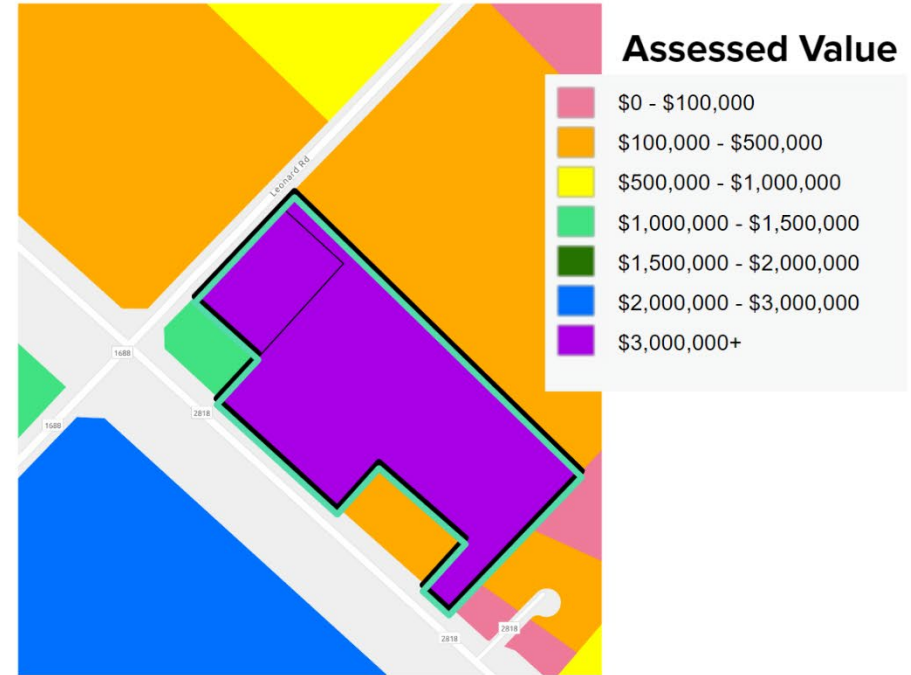 Assessed Value
$0 - $100,000
$100,000 - $500,000
$500,000 - $1,000,000
$1,000,000 - $1,500,000
$1,500,000 - $2,000,000
$2,000,000 - $3,000,000
$3,000,000+
Leonard Rd
1688
2818
1688
2818
2818